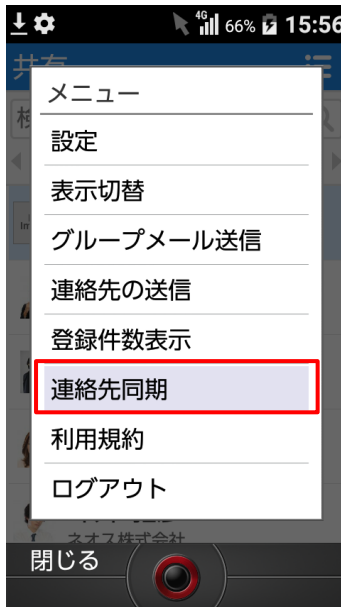 4G 66% 15:56
共有
メニュー
設定
表示切替
グループメール送信
連絡先の送信
登録件数表示
連絡先同期
利用規約
ログアウト
ネオス株式会社
閉じる